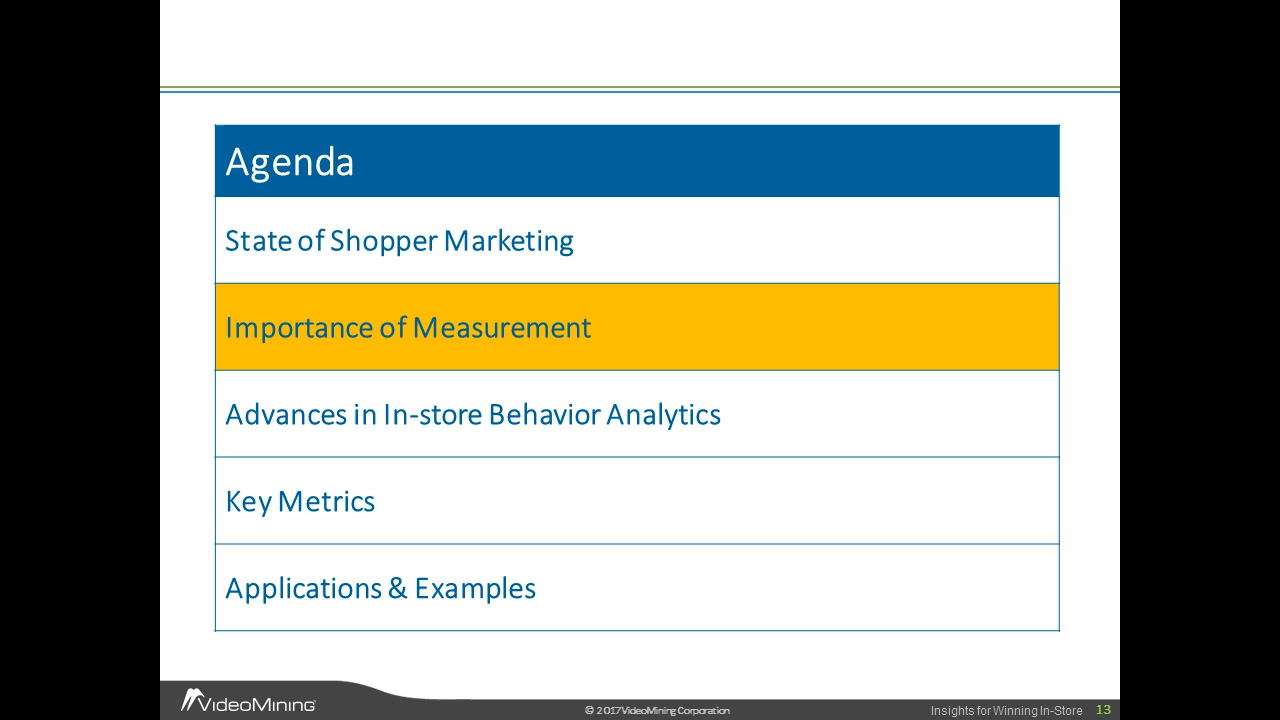 Agenda
State of Shopper Marketing
Importance of Measurement
Advances in In-store Behavior Analytics
Key Metrics
Applications & Examples
VideoMining
© 2017 VideoMining Corporation
Insights for Winning In-Store 13